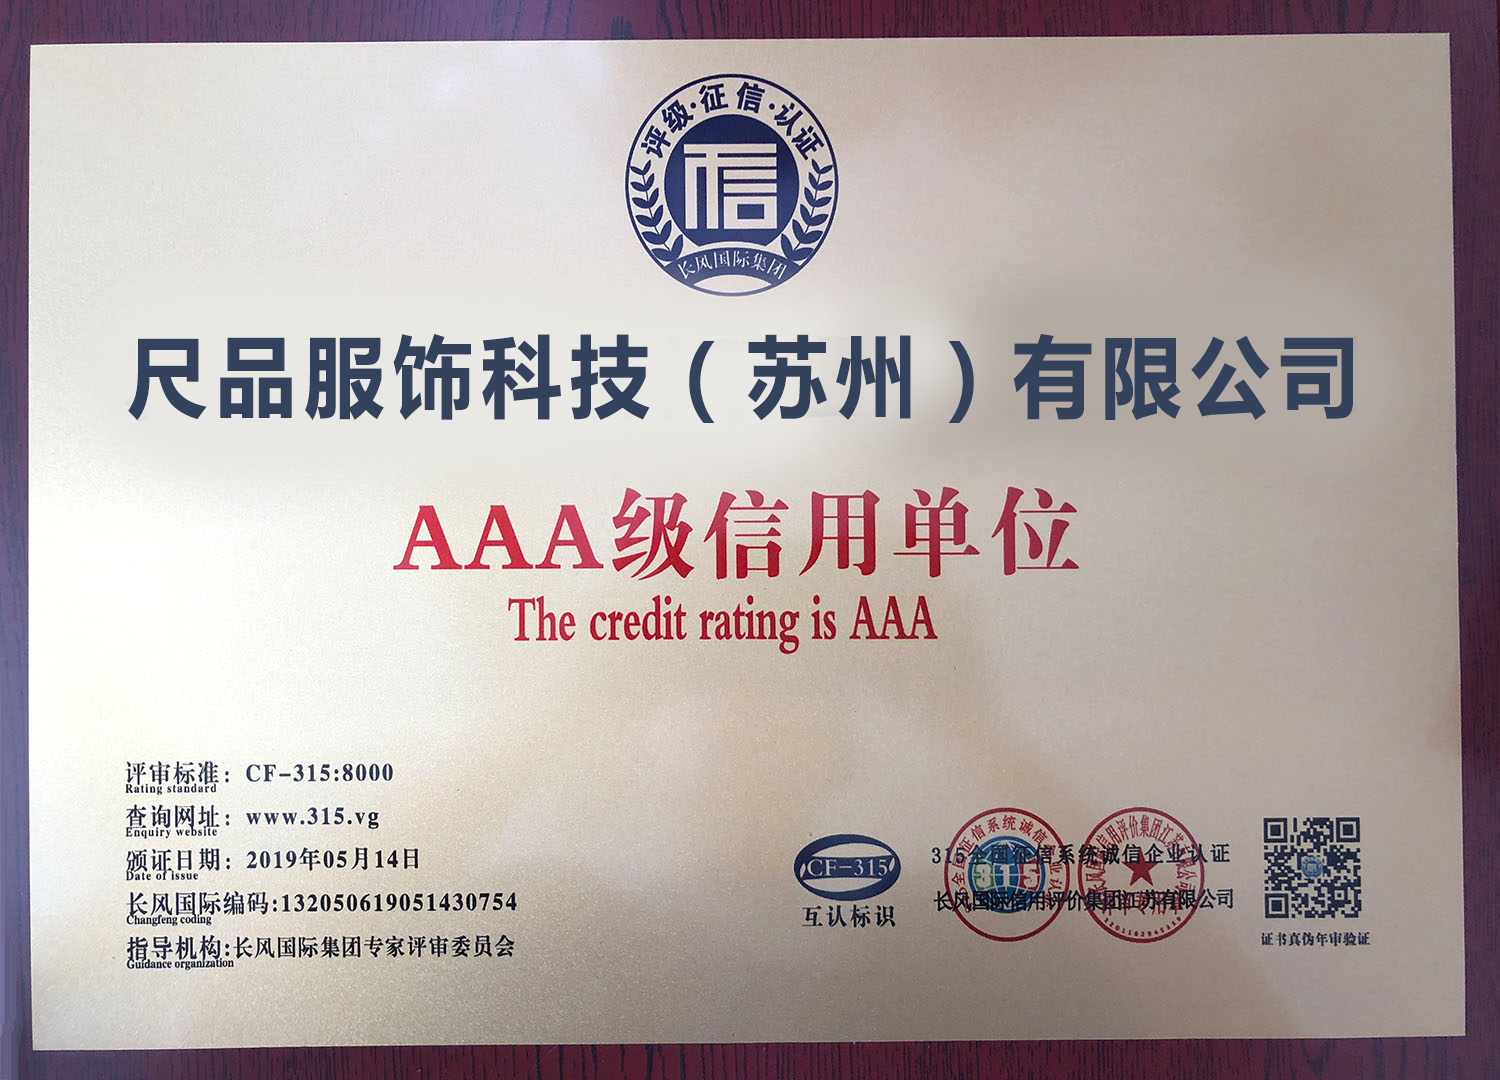 评级·征信·认证
信
长风国际集团
尺品服饰科技（苏州）有限公司
AAA级信用单位
The credit rating is AAA
评审标准：CF-315:8000
Rating standard
查询网址：www.315.vg
Enquiry website
颁证日期：2019年05月14日
Date of issue
长风国际编码:132050619051430754
Changfeng coding
指导机构:长风国际集团专家评审委员会
Guidance organization
CF-315
互认标识
315全国征信系统诚信企业认证
长风国际信用评价集团江苏有限公司
315
证书真伪年审验证